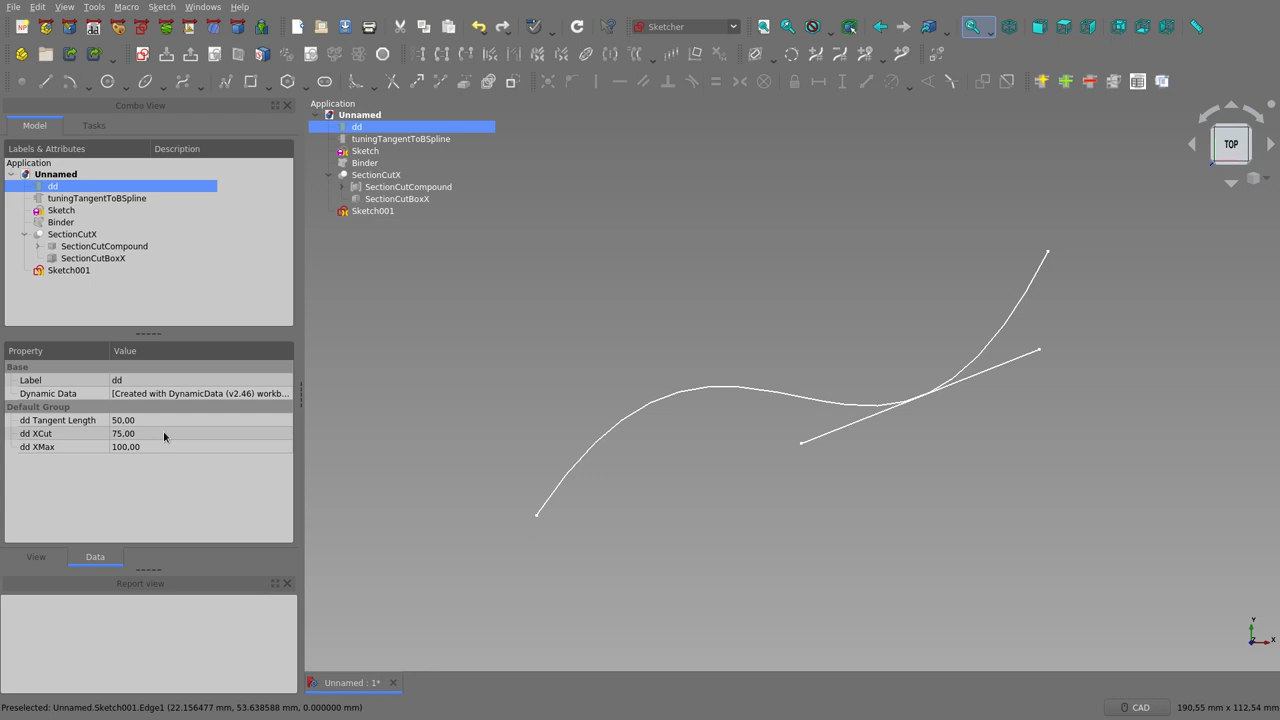 File Edit View Tools Macro Sketch Windows Help
Sketcher
Combo View
Model Tasks
Labels & Attributes Description
Application
Unnamed
dd
tuningTangentToBSpline
Sketch
Binder
SectionCutX
SectionCutCompound
SectionCutBoxX
Sketch001
Property Value
Base
Label dd
Dynamic Data [Created with DynamicData (v2.46) workb...
Default Group
dd Tangent Length 50,00
dd XCut 75,00
dd XMax 100,00
View Data
Report view
Application
Unnamed
dd
tuningTangentToBSpline
Sketch
Binder
SectionCutX
SectionCutCompound
SectionCutBoxX
Sketch001
TOP
Y
Z X
Unnamed : 1*
Preselected: Unnamed.Sketch001.Edge1 (22.156477 mm, 53.638588 mm, 0.000000 mm)
CAD 190,55 mm x 112,54 mm